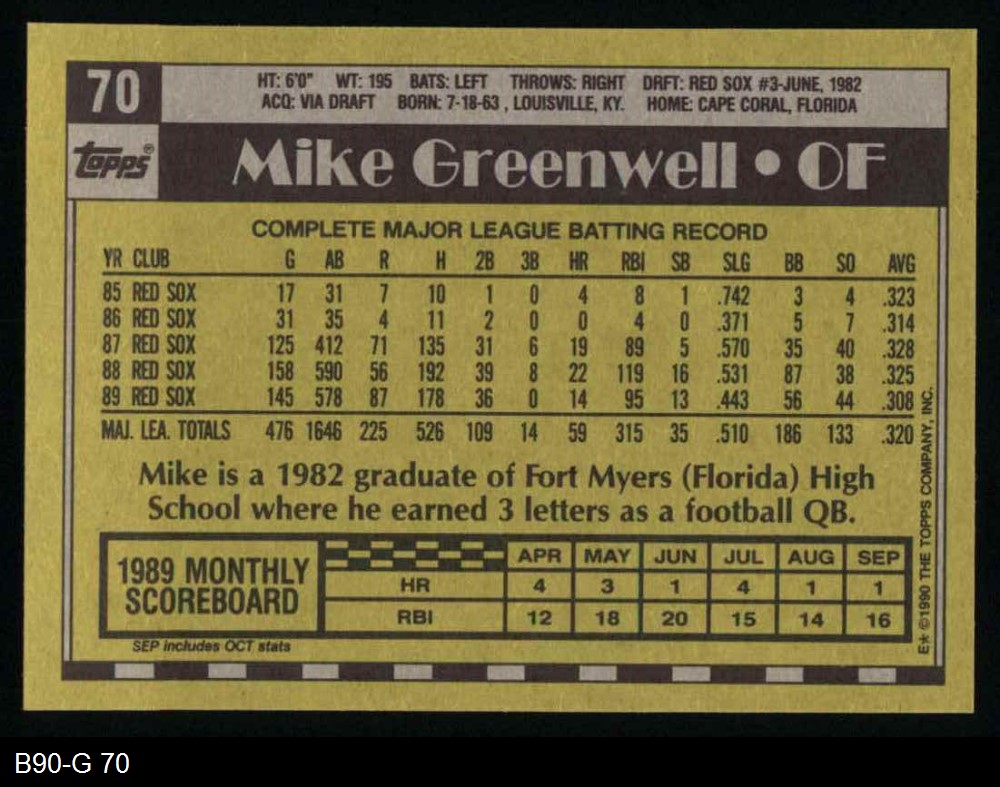 70
HT: 6'0" WT: 195 BATS: LEFT THROWS: RIGHT DRFT: RED SOX #3-JUNE, 1982
ACQ: VIA DRAFT BORN: 7-18-63 , LOUISVILLE, KY. HOME: CAPE CORAL, FLORIDA
topps®
Mike Greenwell • OF
COMPLETE MAJOR LEAGUE BATTING RECORD
YR CLUB G AB R H 2B 3B HR RBI SB SLG BB SO AVG
85 RED SOX 17 31 7 10 1 0 4 8 1 .742 3 4 .323
86 RED SOX 31 35 4 11 2 0 0 4 0 .371 5 7 .314
87 RED SOX 125 412 71 135 31 6 19 89 5 .570 35 40 .328
88 RED SOX 158 590 56 192 39 8 22 119 16 .531 87 38 .325
89 RED SOX 145 578 87 178 36 0 14 95 13 .443 56 44 .308
MAJ. LEA. TOTALS 476 1646 225 526 109 14 59 315 35 .510 186 133 .320
Mike is a 1982 graduate of Fort Myers (Florida) High
School where he earned 3 letters as a football QB.
1989 MONTHLY
SCOREBOARD
APR MAY JUN JUL AUG SEP
HR 4 3 1 4 1 1
RBI 12 18 20 15 14 16
SEP includes OCT stats
E* ©1990 THE TOPPS COMPANY, INC.
B90-G 70